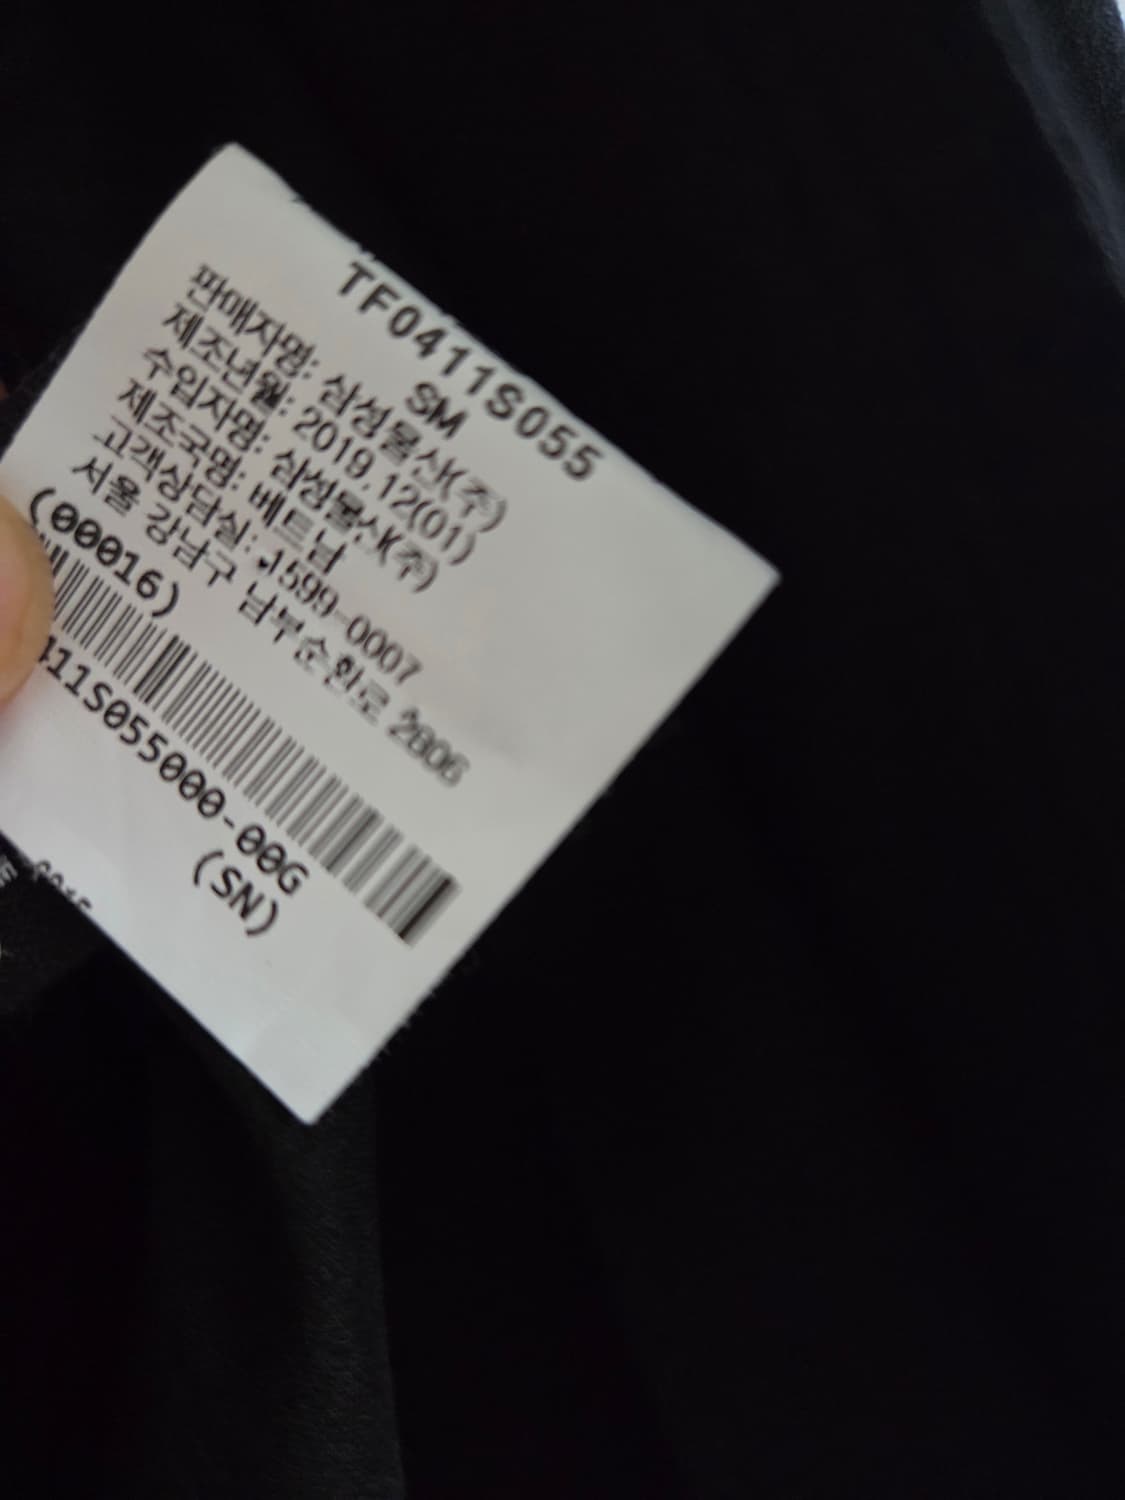 TF0411S055
SM
판매자명: 삼성물산(주)
제조년월: 2019.12(01)
수입자명: 삼성물산(주)
제조국명: 베트남
고객상담실: 1599-0007
서울 강남구 남부순환로 2806
(00016)
411S055000-00G
(SN)